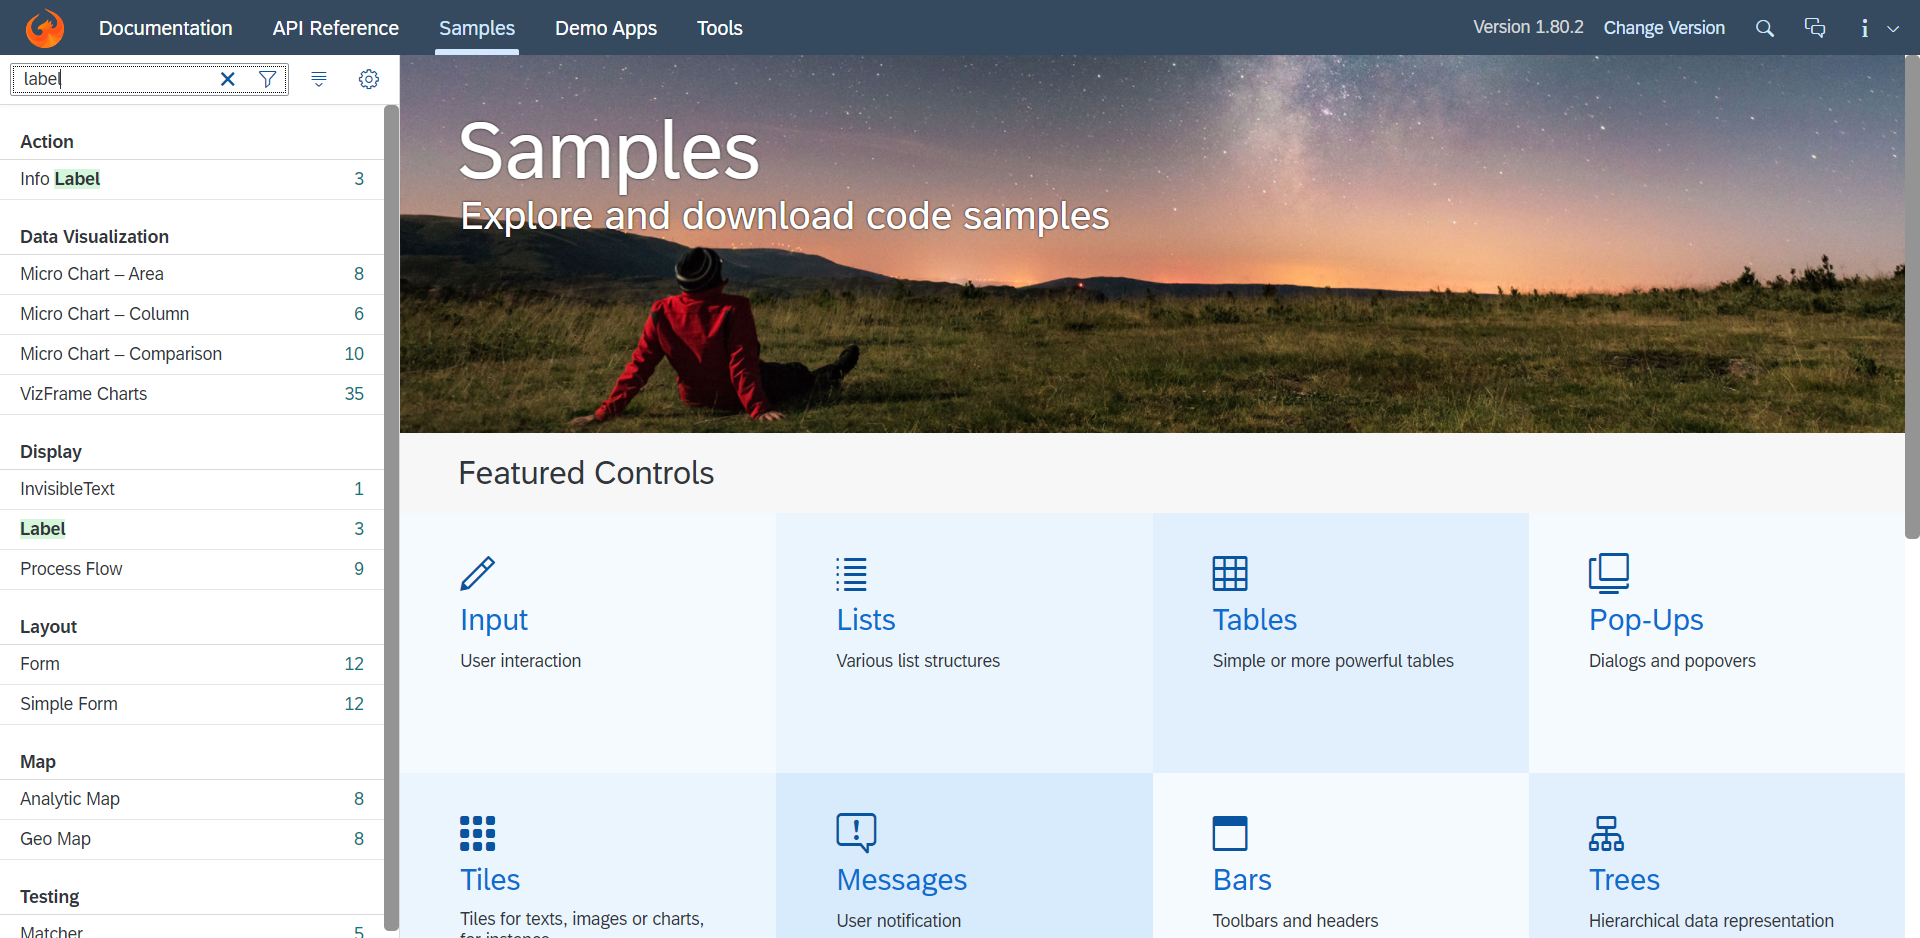 Documentation
API Reference
Samples
Demo Apps
Tools
Version 1.80.2
Change Version
label
Action
Info Label 3
Data Visualization
Micro Chart – Area 8
Micro Chart – Column 6
Micro Chart – Comparison 10
VizFrame Charts 35
Display
InvisibleText 1
Label 3
Process Flow 9
Layout
Form 12
Simple Form 12
Map
Analytic Map 8
Geo Map 8
Testing
Matcher 5
Samples
Explore and download code samples
Featured Controls
Input
User interaction
Lists
Various list structures
Tables
Simple or more powerful tables
Pop-Ups
Dialogs and popovers
Tiles
Tiles for texts, images or charts,
for instance
Messages
User notification
Bars
Toolbars and headers
Trees
Hierarchical data representation